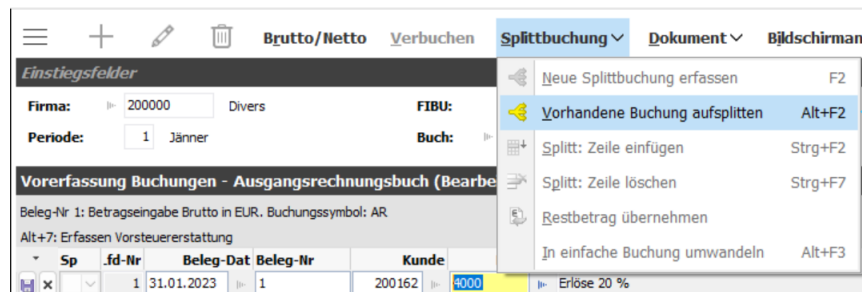 Brutto/Netto Verbuchen Splittbuchung Dokument Bildschirman
Einstiegsfelder
Neue Splittbuchung erfassen F2
Firma: 200000 Divers FIBU:
Vorhandene Buchung aufsplitten Alt+F2
Periode: 1 Jänner Buch:
Splitt: Zeile einfügen Strg+F2
Vorerfassung Buchungen - Ausgangsrechnungsbuch (Bearbe
Splitt: Zeile löschen Strg+F7
Beleg-Nr 1: Betragseingabe Brutto in EUR. Buchungssymbol: AR
Restbetrag übernehmen
Alt+7: Erfassen Vorsteuererstattung
In einfache Buchung umwandeln Alt+F3
Sp .fd-Nr Beleg-Dat Beleg-Nr Kunde
1 31.01.2023 1 200162 4000 Erlöse 20 %